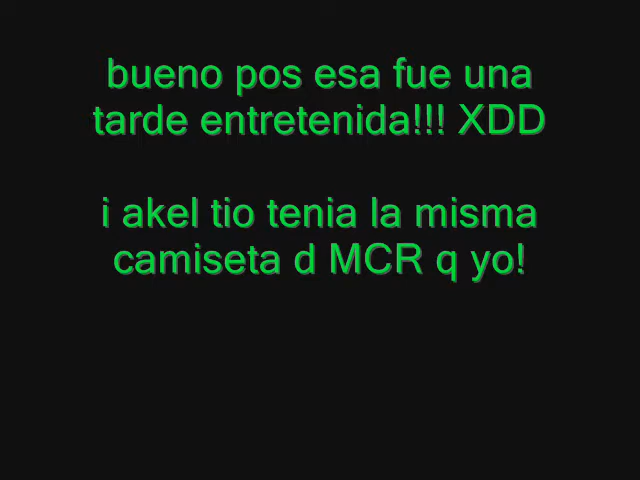 bueno pos esa fue una
tarde entretenida!!! XDD
i akel tio tenia la misma
camiseta d MCR q yo!